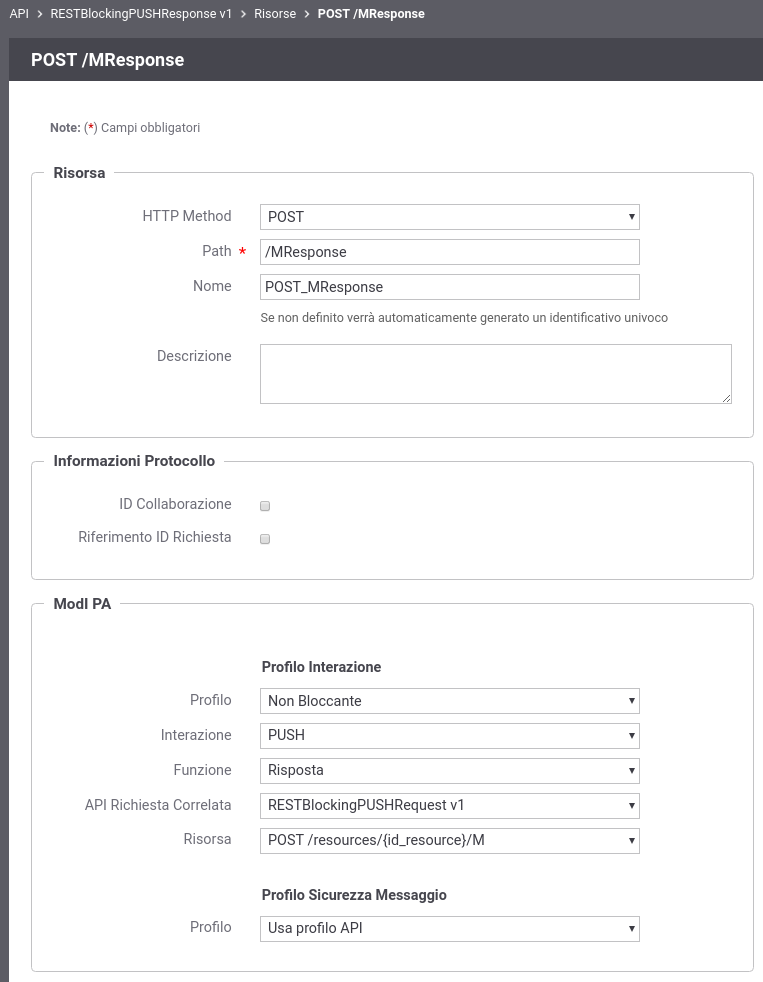 API > RESTBlockingPUSHResponse v1 > Risorse > POST /MResponse
POST /MResponse
Note: (*) Campi obbligatori
Risorsa
HTTP Method POST
Path * /MResponse
Nome POST_MResponse
Se non definito verrà automaticamente generato un identificativo univoco
Descrizione
Informazioni Protocollo
ID Collaborazione
Riferimento ID Richiesta
ModI PA
Profilo Interazione
Profilo Non Bloccante
Interazione PUSH
Funzione Risposta
API Richiesta Correlata RESTBlockingPUSHRequest v1
Risorsa POST /resources/{id_resource}/M
Profilo Sicurezza Messaggio
Profilo Usa profilo API